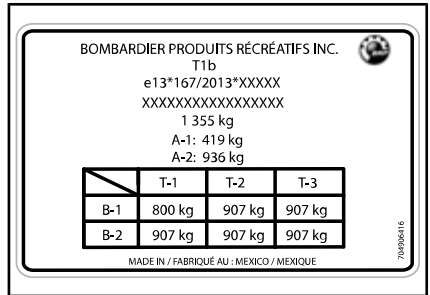 BOMBARDIER PRODUITS RÉCRÉATIFS INC.
T1b
e13*167/2013*XXXXX
XXXXXXXXXXXXXXXXX
1 355 kg
A-1: 419 kg
A-2: 936 kg
T-1 T-2 T-3
B-1 800 kg 907 kg 907 kg
B-2 907 kg 907 kg 907 kg
MADE IN / FABRIQUÉ AU : MEXICO / MEXIQUE
704906416